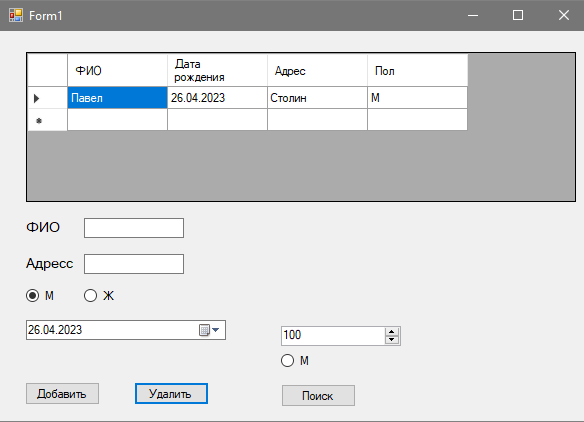 Form1
ФИО Дата рождения Адрес Пол
Павел 26.04.2023 Столин М
ФИО
Адресс
М Ж
26.04.2023
100
М
Добавить Удалить Поиск